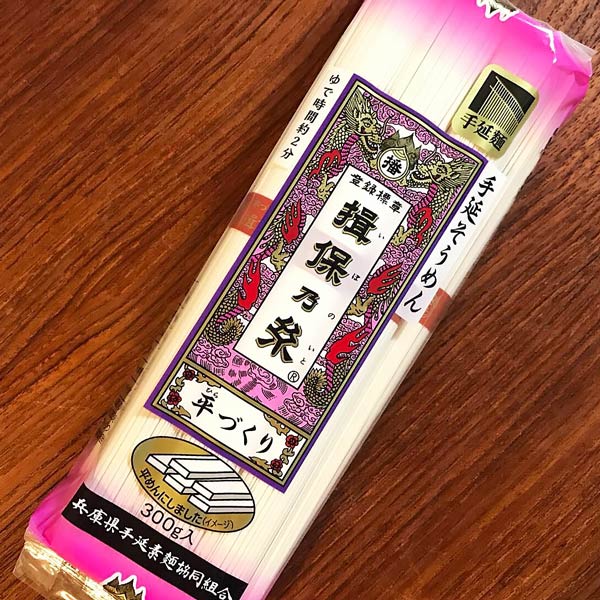 手延麺
手延そうめん
ゆで時間約2分
播
登録標章
揖保乃糸
いぼのいと
®
平づくり
ひら
平めんにしました(イメージ)
300g入
兵庫県手延素麺協同組合